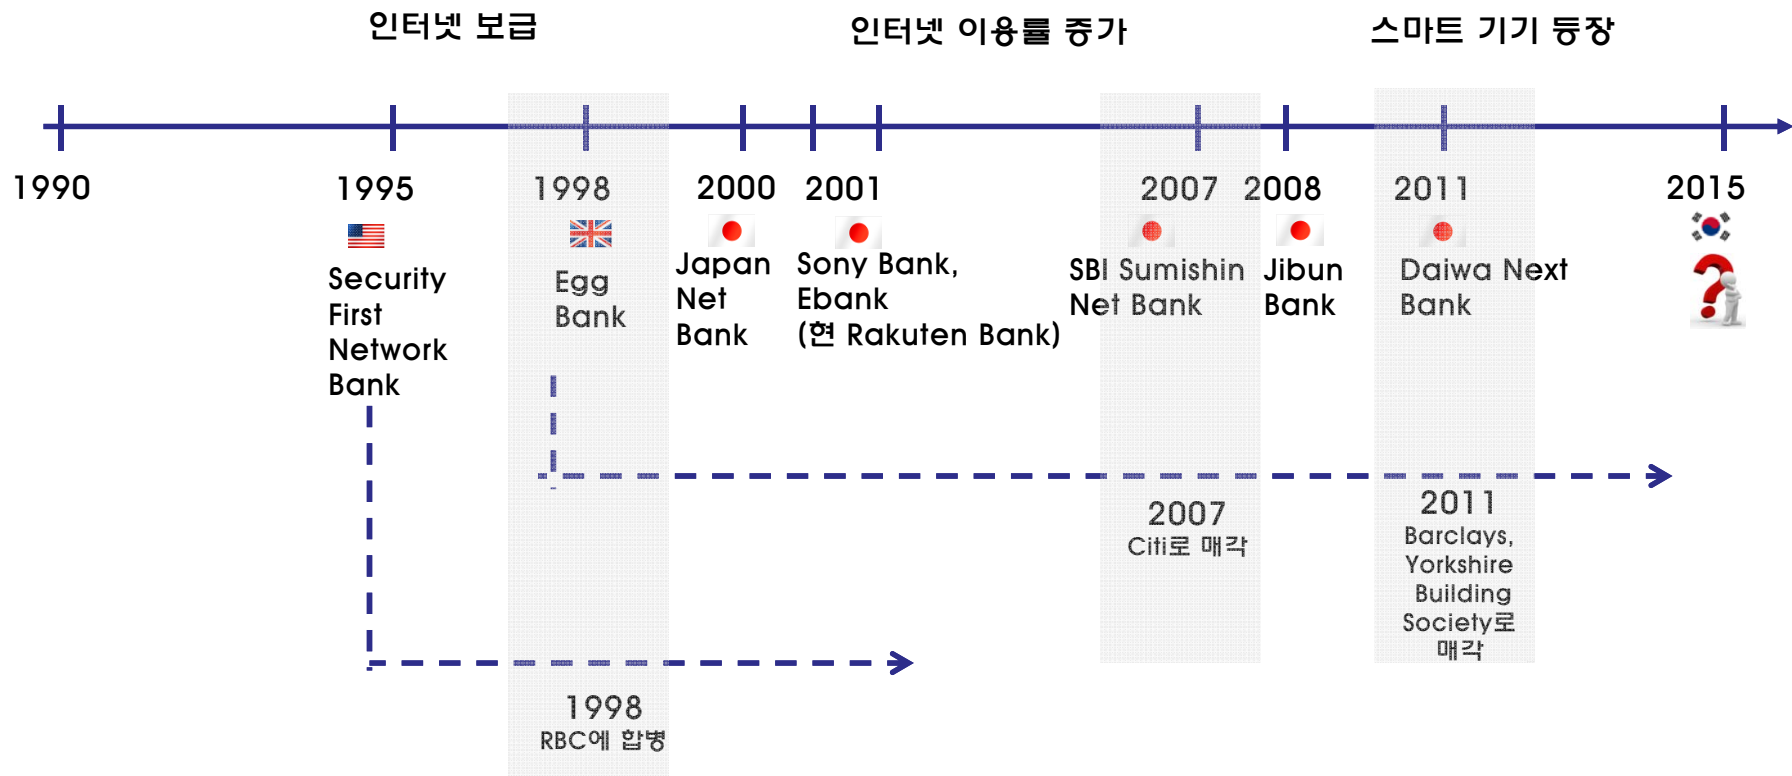 인터넷 보급
인터넷 이용률 증가
스마트 기기 등장
1990
1995
1998
2000
2001
2007
2008
2011
2015
Security
First
Network
Bank
Egg
Bank
Japan
Net
Bank
Sony Bank,
Ebank
(현 Rakuten Bank)
SBI Sumishin
Net Bank
Jibun
Bank
Daiwa Next
Bank
2007
Citi로 매각
2011
Barclays,
Yorkshire
Building
Society로
매각
1998
RBC에 합병